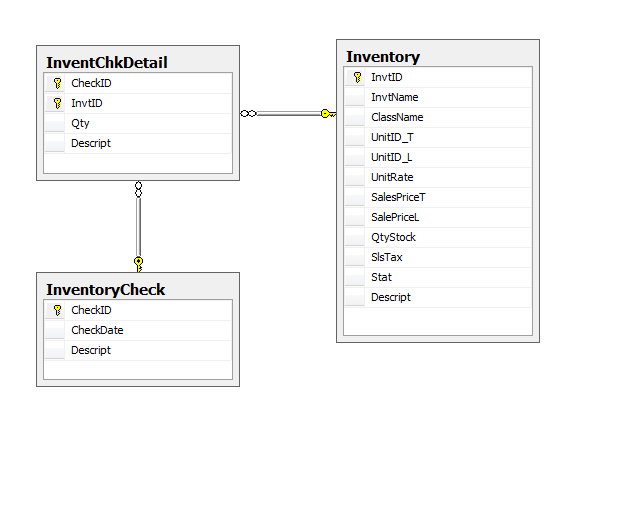 InventChkDetail
CheckID
InvtID
Qty
Descript
Inventory
InvtID
InvtName
ClassName
UnitID_T
UnitID_L
UnitRate
SalesPriceT
SalePriceL
QtyStock
SlsTax
Stat
Descript
InventoryCheck
CheckID
CheckDate
Descript